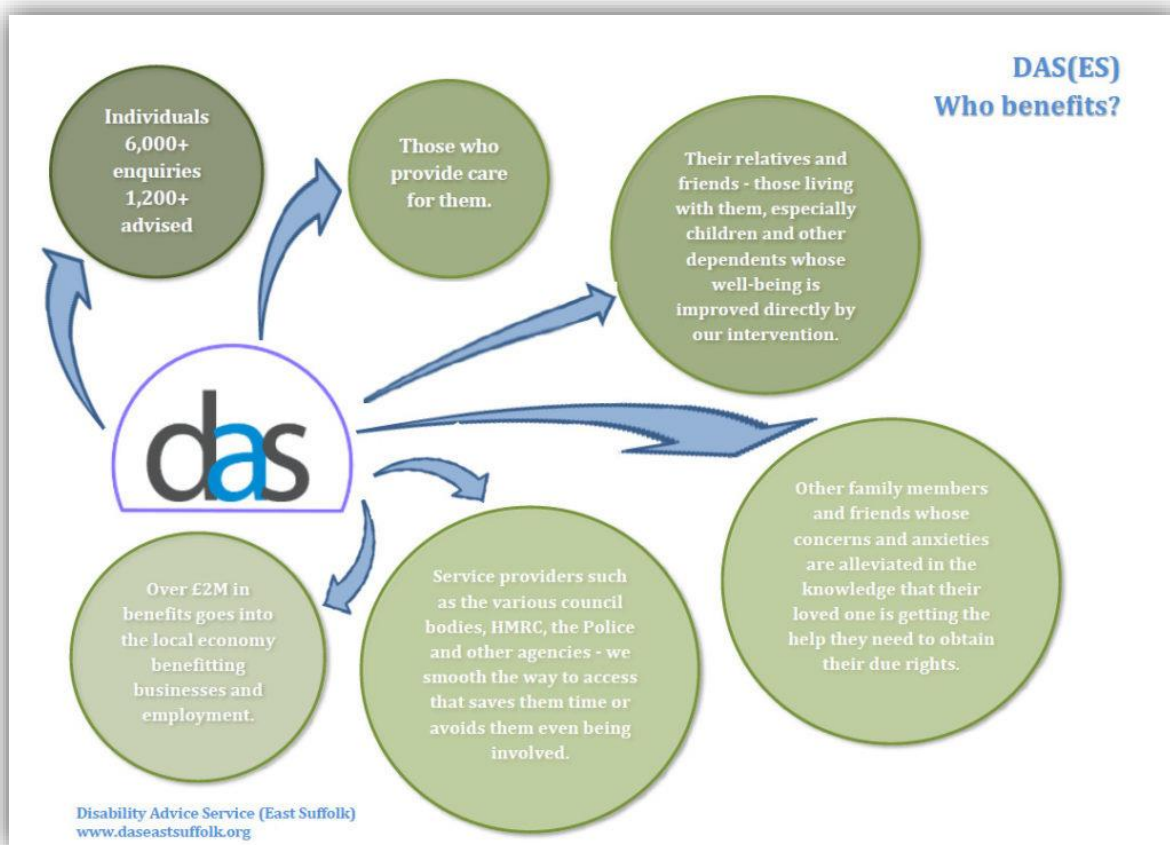 DAS(ES)
Who benefits?
Individuals
6,000+
enquiries
1,200+
advised
Those who
provide care
for them.
Their relatives and
friends - those living
with them, especially
children and other
dependents whose
well-being is
improved directly by
our intervention.
das
Other family members
and friends whose
concerns and anxieties
are alleviated in the
knowledge that their
loved one is getting the
help they need to obtain
their due rights.
Service providers such
as the various council
bodies, HMRC, the Police
and other agencies - we
smooth the way to access
that saves them time or
avoids them even being
involved.
Over £2M in
benefits goes into
the local economy
benefitting
businesses and
employment.
Disability Advice Service (East Suffolk)
www.daseastsuffolk.org